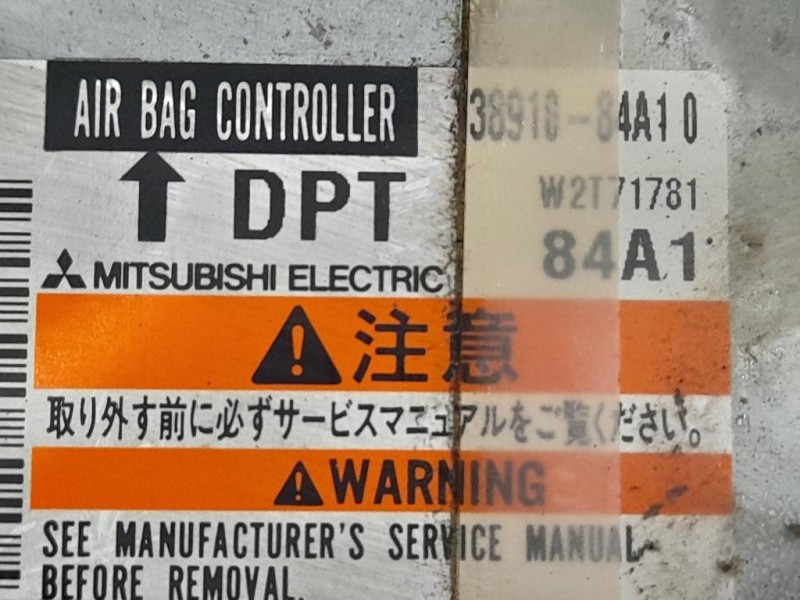 AIR BAG CONTROLLER 38910-84A10
DPT W2T71781
MITSUBISHI ELECTRIC 84A1
注意
取り外す前に必ずサービスマニュアルをご覧ください。
WARNING
SEE MANUFACTURER'S SERVICE MANUAL
BEFORE REMOVAL.